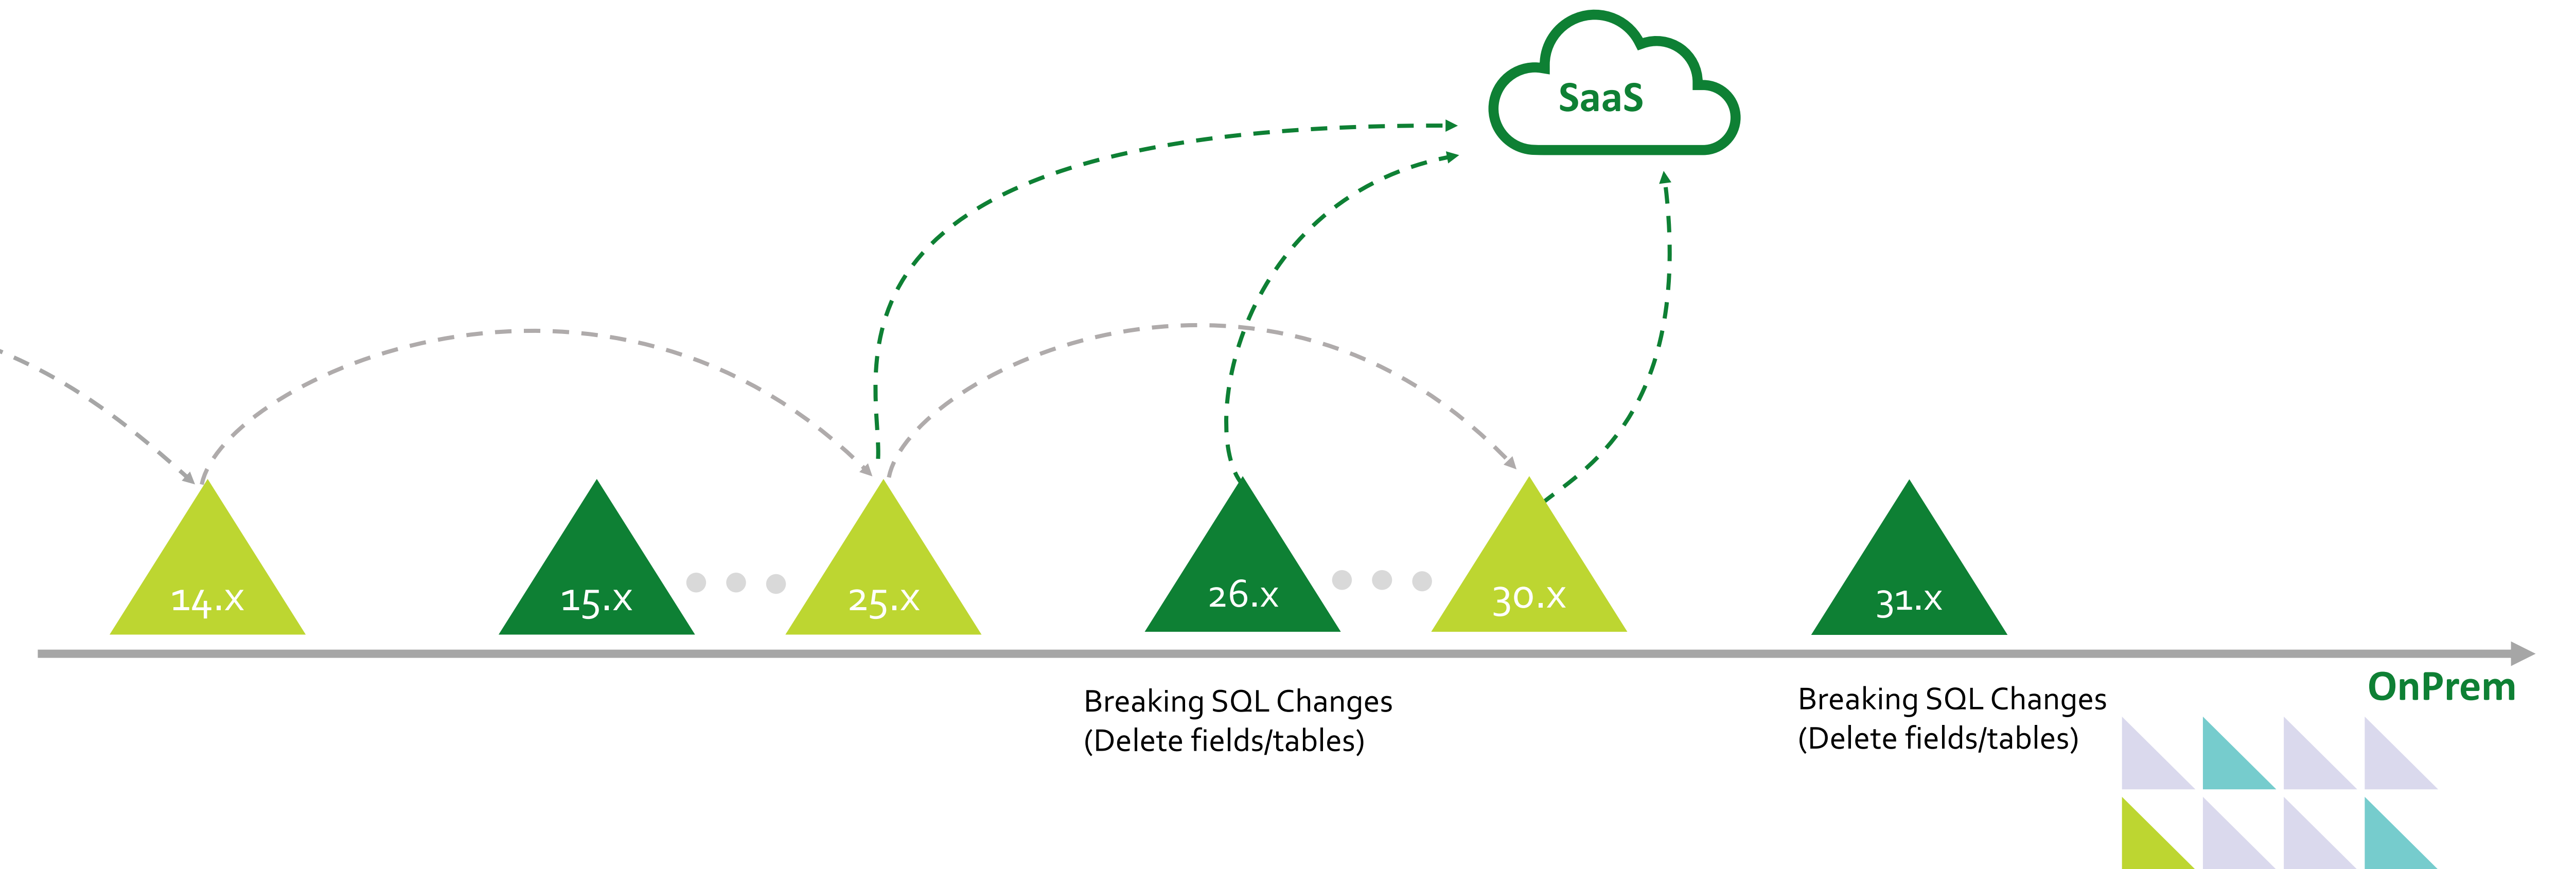 SaaS
14.x
15.x
25.x
26.x
30.x
31.x
OnPrem
Breaking SQL Changes
(Delete fields/tables)
Breaking SQL Changes
(Delete fields/tables)